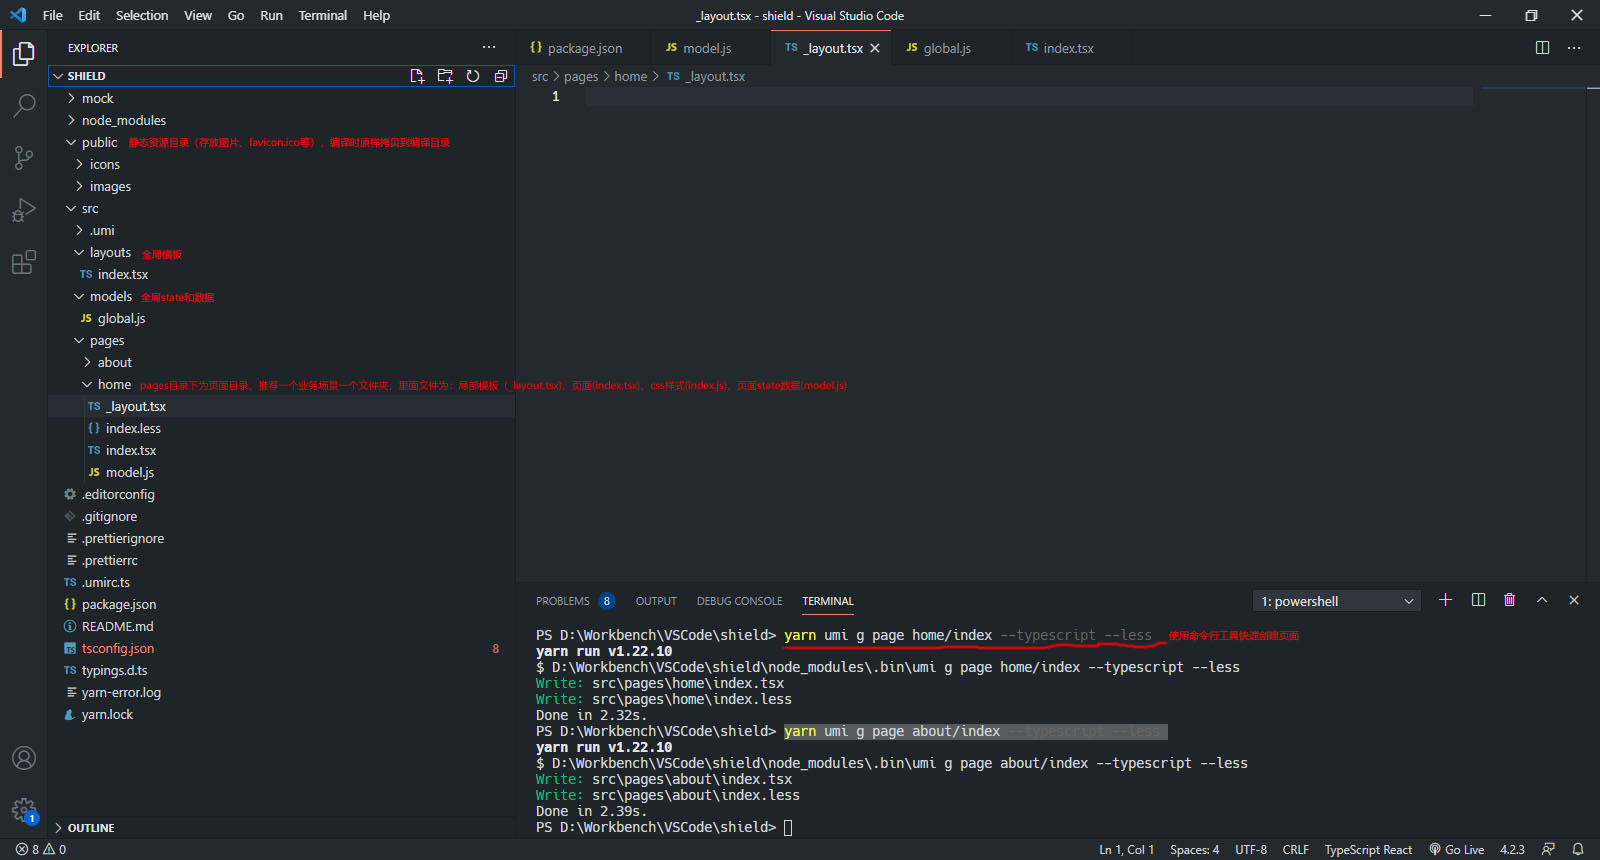 File Edit Selection View Go Run Terminal Help
_layout.tsx - shield - Visual Studio Code
EXPLORER
SHIELD
mock
node_modules
public 静态资源目录（存放图片、favicon.ico等），编译时原样拷贝到编译目录
icons
images
src
.umi
layouts 全局模板
TS index.tsx
models 全局state和数据
JS global.js
pages
about
home pages目录下为页面目录，推荐一个业务场景一个文件夹，里面文件为：局部模板（_layout.tsx)、页面(index.tsx)、css样式(index.js)、页面state数据(model.js)
TS _layout.tsx
{} index.less
TS index.tsx
JS model.js
.editorconfig
.gitignore
.prettierignore
.prettierrc
TS .umirc.ts
{} package.json
README.md
TS tsconfig.json 8
TS typings.d.ts
yarn-error.log
yarn.lock
OUTLINE
{} package.json JS model.js TS _layout.tsx JS global.js TS index.tsx
src > pages > home > TS _layout.tsx
1
PROBLEMS 8 OUTPUT DEBUG CONSOLE TERMINAL 1: powershell
PS D:\Workbench\VSCode\shield> yarn umi g page home/index --typescript --less 使用命令行工具快速创建页面
yarn run v1.22.10
$ D:\Workbench\VSCode\shield\node_modules\.bin\umi g page home/index --typescript --less
Write: src\pages\home\index.tsx
Write: src\pages\home\index.less
Done in 2.32s.
PS D:\Workbench\VSCode\shield> yarn umi g page about/index --typescript --less
yarn run v1.22.10
$ D:\Workbench\VSCode\shield\node_modules\.bin\umi g page about/index --typescript --less
Write: src\pages\about\index.tsx
Write: src\pages\about\index.less
Done in 2.39s.
PS D:\Workbench\VSCode\shield>
1
8 0 Ln 1, Col 1 Spaces: 4 UTF-8 CRLF TypeScript React Go Live 4.2.3